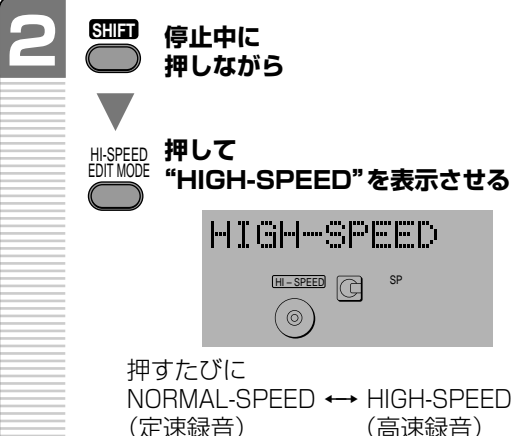 2
SHIFT
停止中に
押しながら
HI-SPEED
EDIT MODE
押して
“HIGH-SPEED”を表示させる
HIGH-SPEED
HI–SPEED
SP
押すたびに
NORMAL-SPEED ←→ HIGH-SPEED
（定速録音） （高速録音）